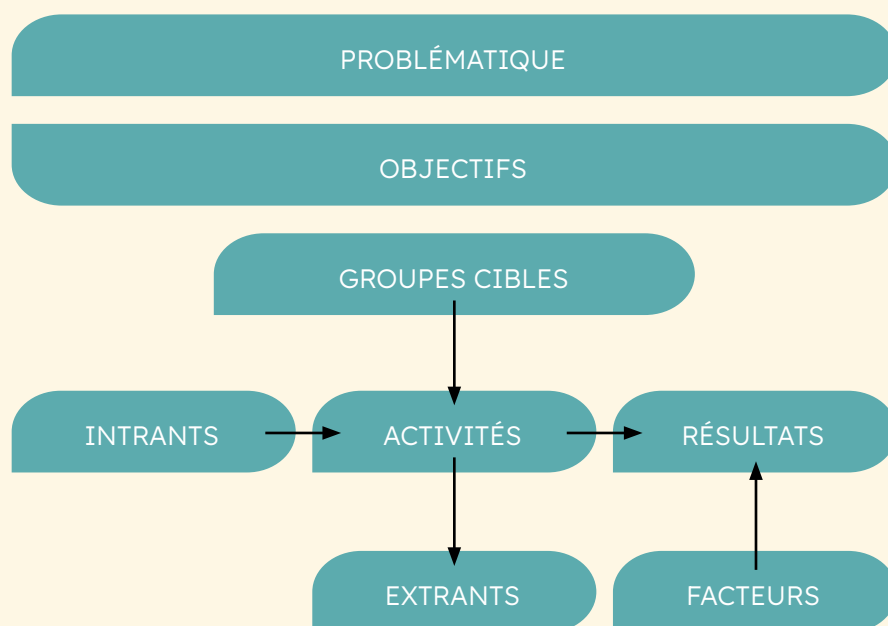 PROBLÉMATIQUE
OBJECTIFS
GROUPES CIBLES
INTRANTS
ACTIVITÉS
RÉSULTATS
EXTRANTS
FACTEURS